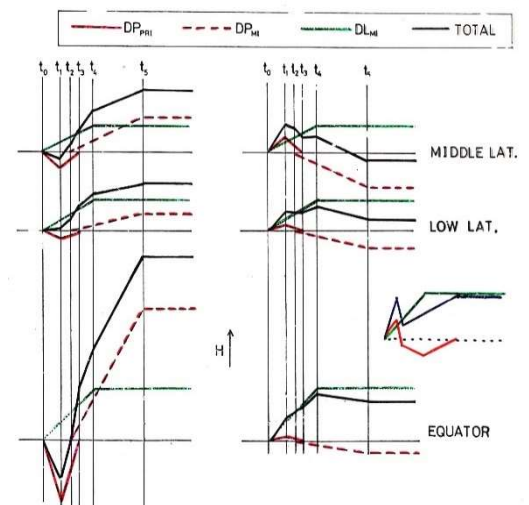 DP_PRI DP_MI DL_MI TOTAL
t₀ t₁ t₂ t₃ t₄ t₅
t₀ t₁ t₂ t₃ t₄ t₄
MIDDLE LAT.
LOW LAT.
H
EQUATOR